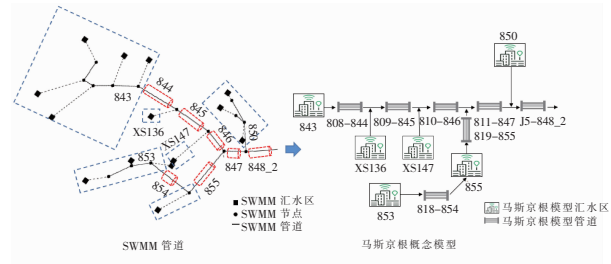 843
844
845
XS136
XS147
846
850
853
854
855
847
848_2
SWMM 汇水区
SWMM 节点
SWMM 管道
SWMM 管道
850
843
808-844
809-845
810-846
811-847
J5-848_2
819-855
XS136
XS147
853
818-854
855
马斯京根模型汇水区
马斯京根模型管道
马斯京根概念模型